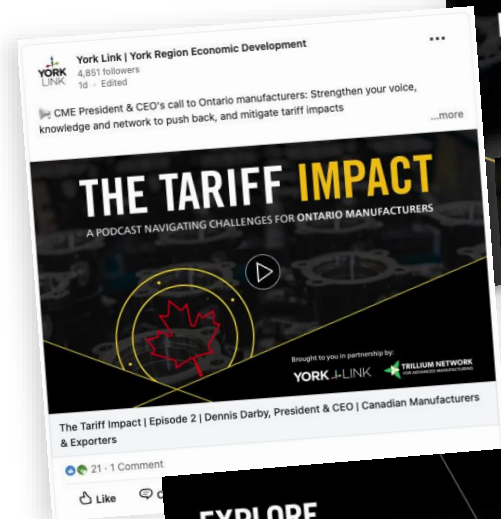 York Link | York Region Economic Development
YORK
LINK
4,851 followers
1d · Edited
CME President & CEO's call to Ontario manufacturers: Strengthen your voice,
knowledge and network to push back, and mitigate tariff impacts
...more
THE TARIFF IMPACT
A PODCAST NAVIGATING CHALLENGES FOR ONTARIO MANUFACTURERS
Brought to you in partnership by:
YORK LINK
TRILLIUM NETWORK
FOR ADVANCED MANUFACTURING
The Tariff Impact | Episode 2 | Dennis Darby, President & CEO | Canadian Manufacturers
& Exporters
21 · 1 Comment
Like
EXPLORE